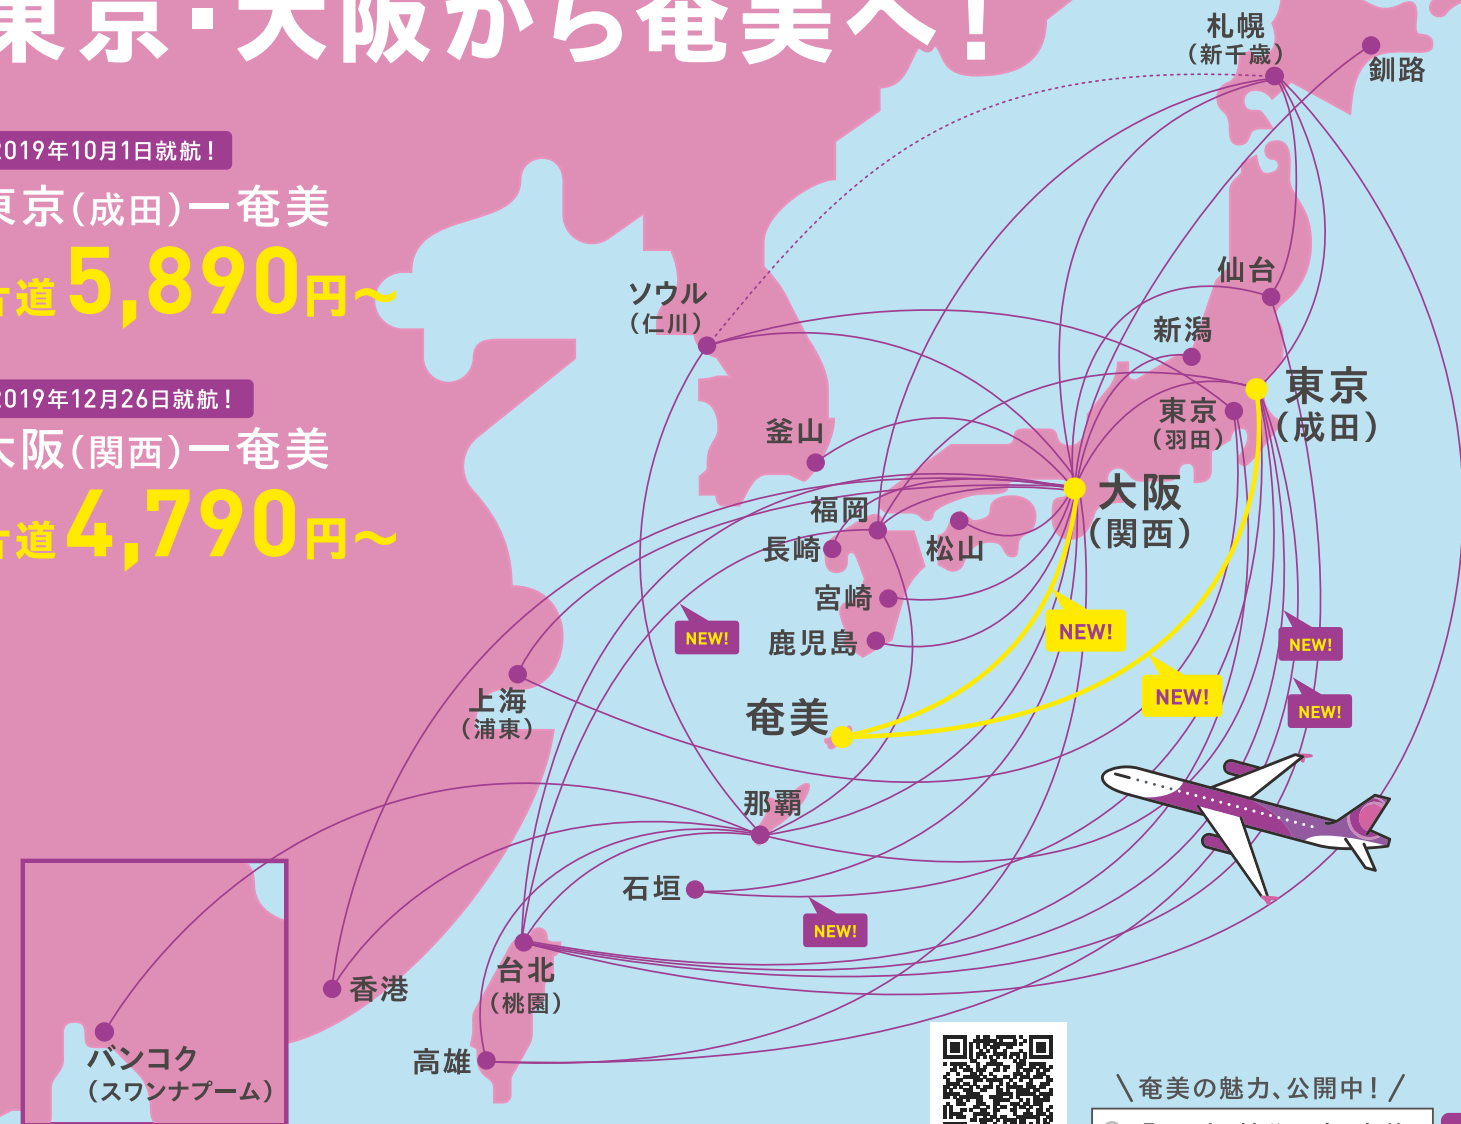 東京・大阪から奄美へ！
2019年10月1日就航！
東京（成田）ー奄美
片道5,890円～
2019年12月26日就航！
大阪（関西）ー奄美
片道4,790円～
札幌
（新千歳）
釧路
仙台
新潟
ソウル
（仁川）
東京
（成田）
東京
（羽田）
釜山
大阪
（関西）
福岡
長崎
松山
宮崎
鹿児島
NEW!
NEW!
NEW!
NEW!
NEW!
上海
（浦東）
奄美
那覇
石垣
NEW!
台北
（桃園）
香港
高雄
バンコク
（スワンナプーム）
＼奄美の魅力、公開中！／